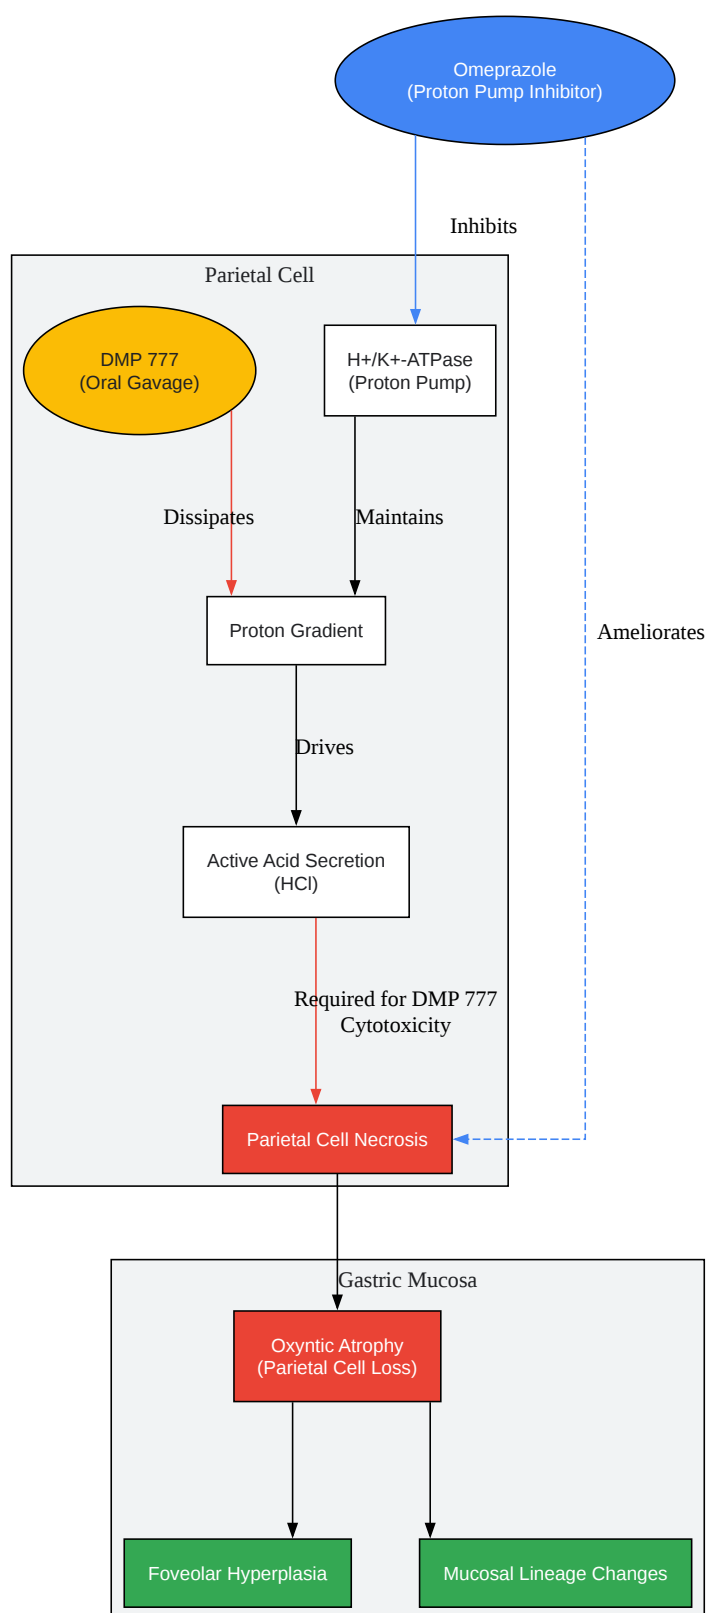 Omeprazole
(Proton Pump Inhibitor)
Inhibits
Parietal Cell
DMP 777
(Oral Gavage)
H+/K+-ATPase
(Proton Pump)
Dissipates
Maintains
Proton Gradient
Ameliorates
Drives
Active Acid Secretion
(HCl)
Required for DMP 777
Cytotoxicity
Parietal Cell Necrosis
Gastric Mucosa
Oxyntic Atrophy
(Parietal Cell Loss)
Foveolar Hyperplasia
Mucosal Lineage Changes